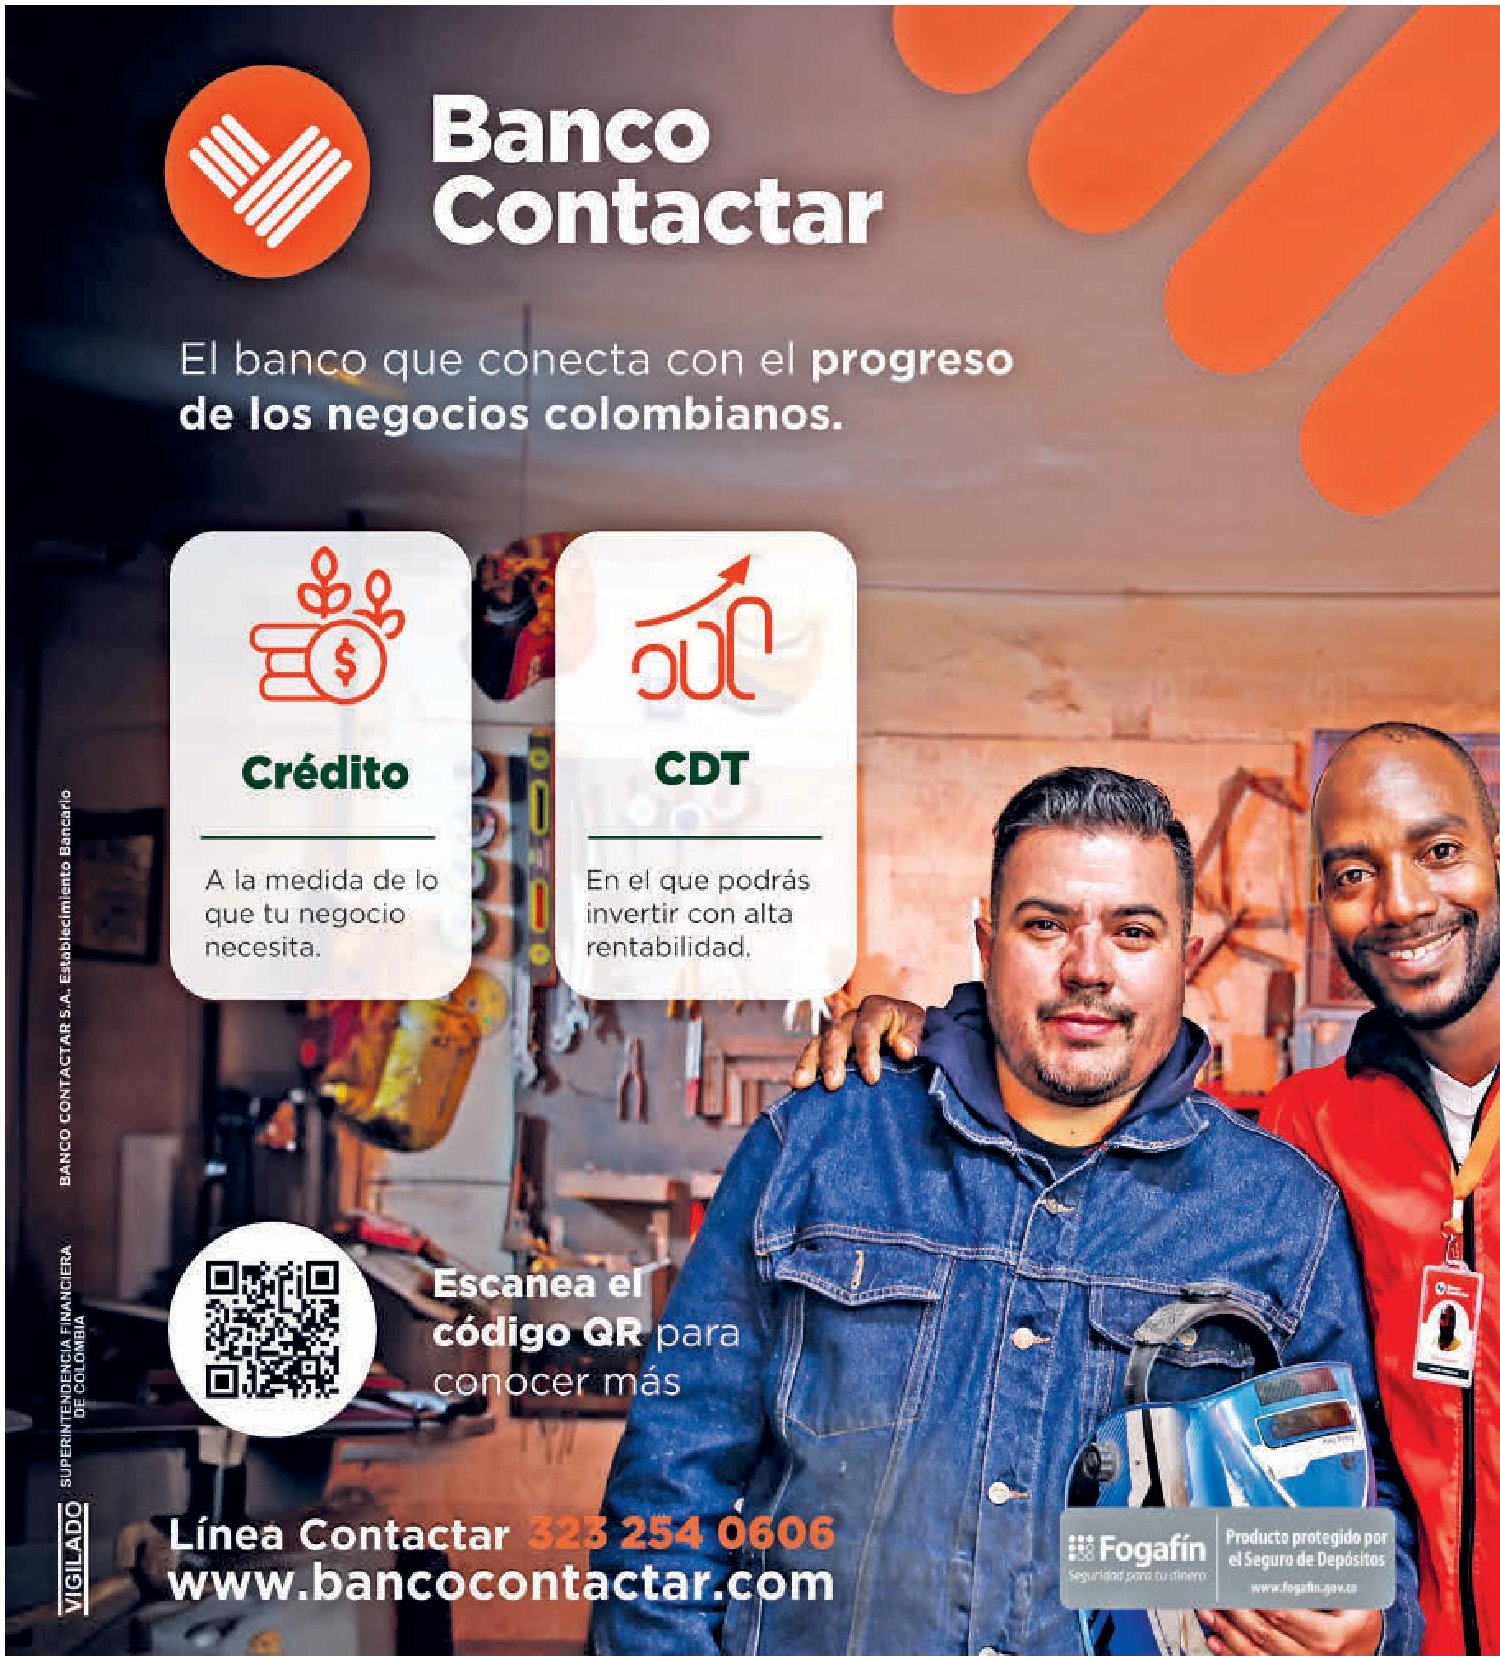 Banco
Contactar
El banco que conecta con el progreso
de los negocios colombianos.
Crédito
A la medida de lo
que tu negocio
necesita.
CDT
En el que podrás
invertir con alta
rentabilidad.
Escanea el
código QR para
conocer más
Línea Contactar 323 254 0606
www.bancocontactar.com
Fogafín
Seguridad para tu dinero
Producto protegido por
el Seguro de Depósitos
www.fogafin.gov.co
BANCO CONTACTAR S.A. Establecimiento Bancario
VIGILADO
SUPERINTENDENCIA FINANCIERA
DE COLOMBIA